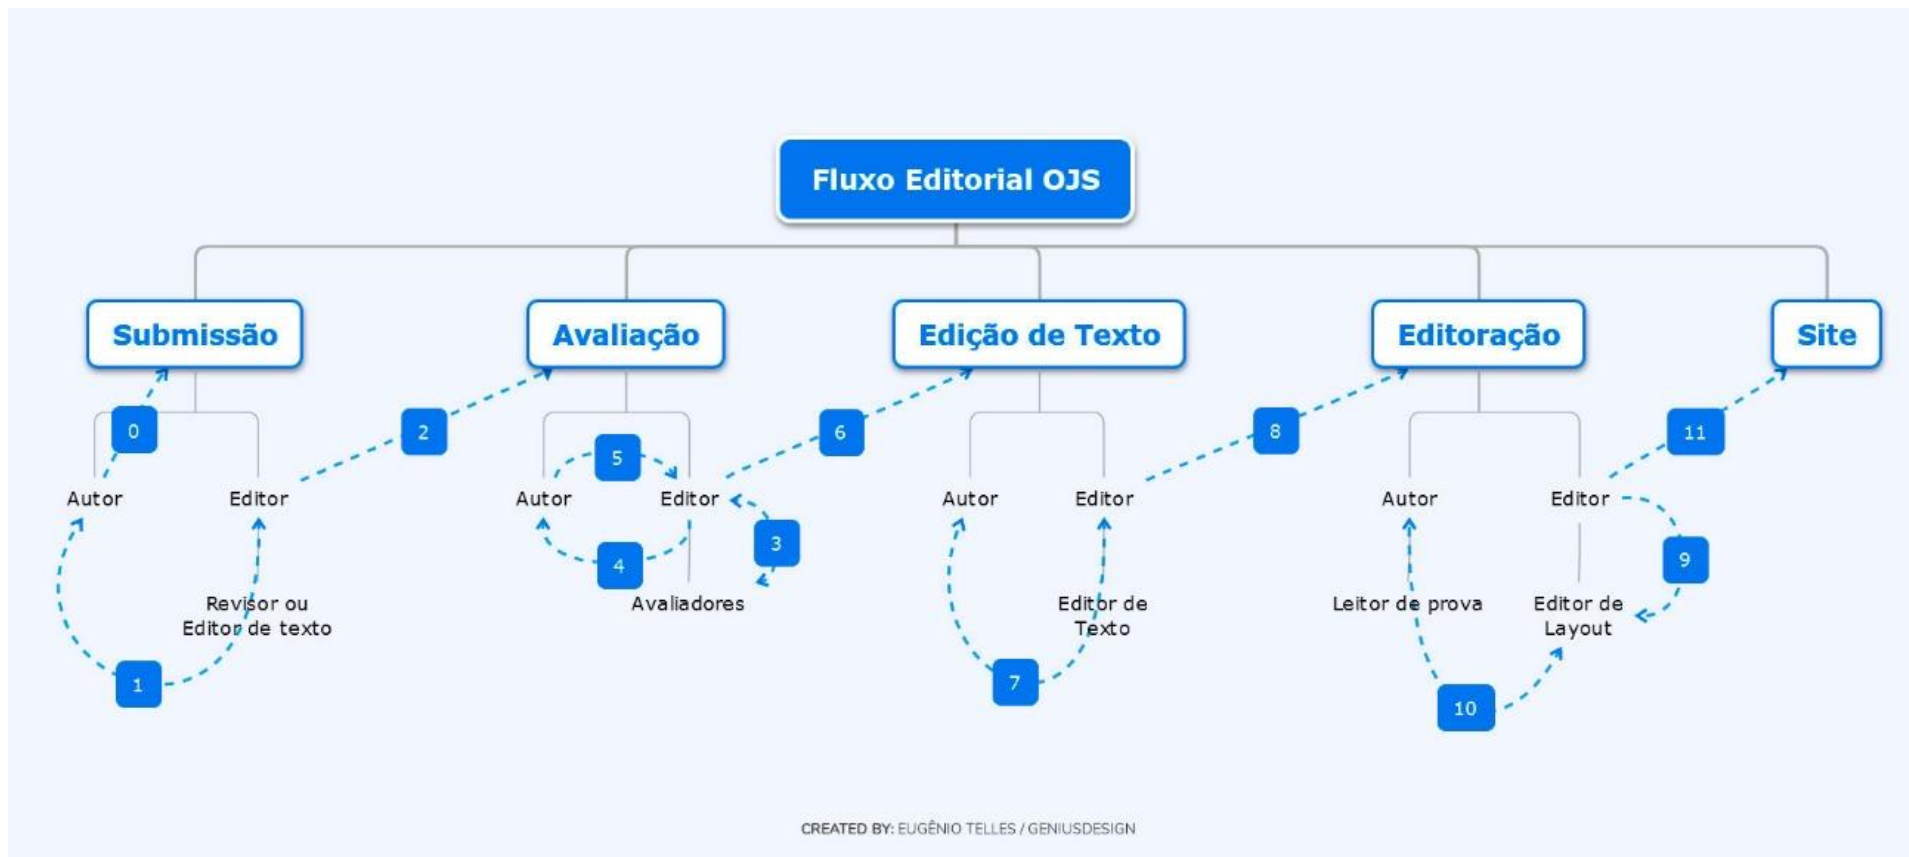 Fluxo Editorial OJS
Submissão
Avaliação
Edição de Texto
Editoração
Site
0
2
5
6
8
11
Autor
Editor
Autor
Editor
Autor
Editor
Autor
Editor
3
4
9
Revisor ou
Editor de texto
Avaliadores
Editor de
Texto
Leitor de prova
Editor de
Layout
1
7
10
CREATED BY: EUGÊNIO TELLES / GENIUSDESIGN